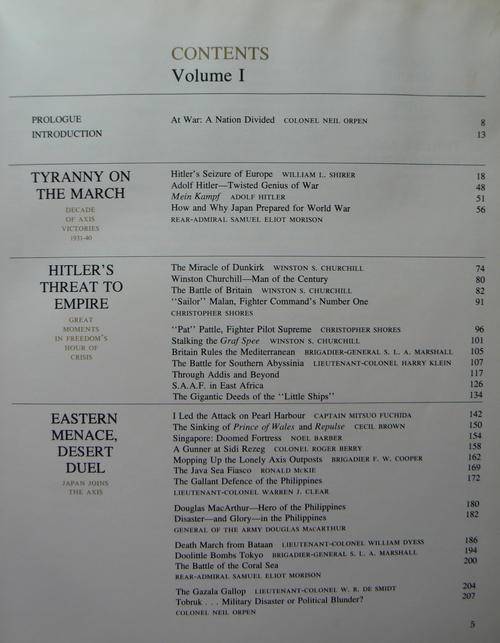 CONTENTS
Volume I
PROLOGUE At War: A Nation Divided COLONEL NEIL ORPEN 8
INTRODUCTION 13
TYRANNY ON
THE MARCH
DECADE
OF AXIS
VICTORIES
1931-40
Hitler's Seizure of Europe WILLIAM L. SHIRER 18
Adolf Hitler—Twisted Genius of War 48
Mein Kampf ADOLF HITLER 51
How and Why Japan Prepared for World War 56
REAR-ADMIRAL SAMUEL ELIOT MORISON
HITLER'S
THREAT TO
EMPIRE
GREAT
MOMENTS
IN FREEDOM'S
HOUR OF
CRISIS
The Miracle of Dunkirk WINSTON S. CHURCHILL 74
Winston Churchill—Man of the Century 80
The Battle of Britain WINSTON S. CHURCHILL 82
"Sailor" Malan, Fighter Command's Number One 91
CHRISTOPHER SHORES
"Pat" Pattle, Fighter Pilot Supreme CHRISTOPHER SHORES 96
Stalking the Graf Spee WINSTON S. CHURCHILL 101
Britain Rules the Mediterranean BRIGADIER-GENERAL S. L. A. MARSHALL 105
The Battle for Southern Abyssinia LIEUTENANT-COLONEL HARRY KLEIN 107
Through Addis and Beyond 117
S.A.A.F. in East Africa 126
The Gigantic Deeds of the "Little Ships" 134
EASTERN
MENACE,
DESERT
DUEL
JAPAN JOINS
THE AXIS
I Led the Attack on Pearl Harbour CAPTAIN MITSUO FUCHIDA 142
The Sinking of Prince of Wales and Repulse CECIL BROWN 150
Singapore: Doomed Fortress NOEL BARBER 154
A Gunner at Sidi Rezeg COLONEL ROGER BERRY 158
Mopping Up the Lonely Axis Outposts BRIGADIER F. W. COOPER 162
The Java Sea Fiasco RONALD McKIE 169
The Gallant Defence of the Philippines 172
LIEUTENANT-COLONEL WARREN J. CLEAR
Douglas MacArthur—Hero of the Philippines 180
Disaster—and Glory—in the Philippines 182
GENERAL OF THE ARMY DOUGLAS MacARTHUR
Death March from Bataan LIEUTENANT-COLONEL WILLIAM DYESS 186
Doolittle Bombs Tokyo BRIGADIER-GENERAL S. L. A. MARSHALL 194
The Battle of the Coral Sea 200
REAR-ADMIRAL SAMUEL ELIOT MORISON
The Gazala Gallop LIEUTENANT-COLONEL W. R. DE SMIDT 204
Tobruk . . . Military Disaster or Political Blunder? 207
COLONEL NEIL ORPEN
5